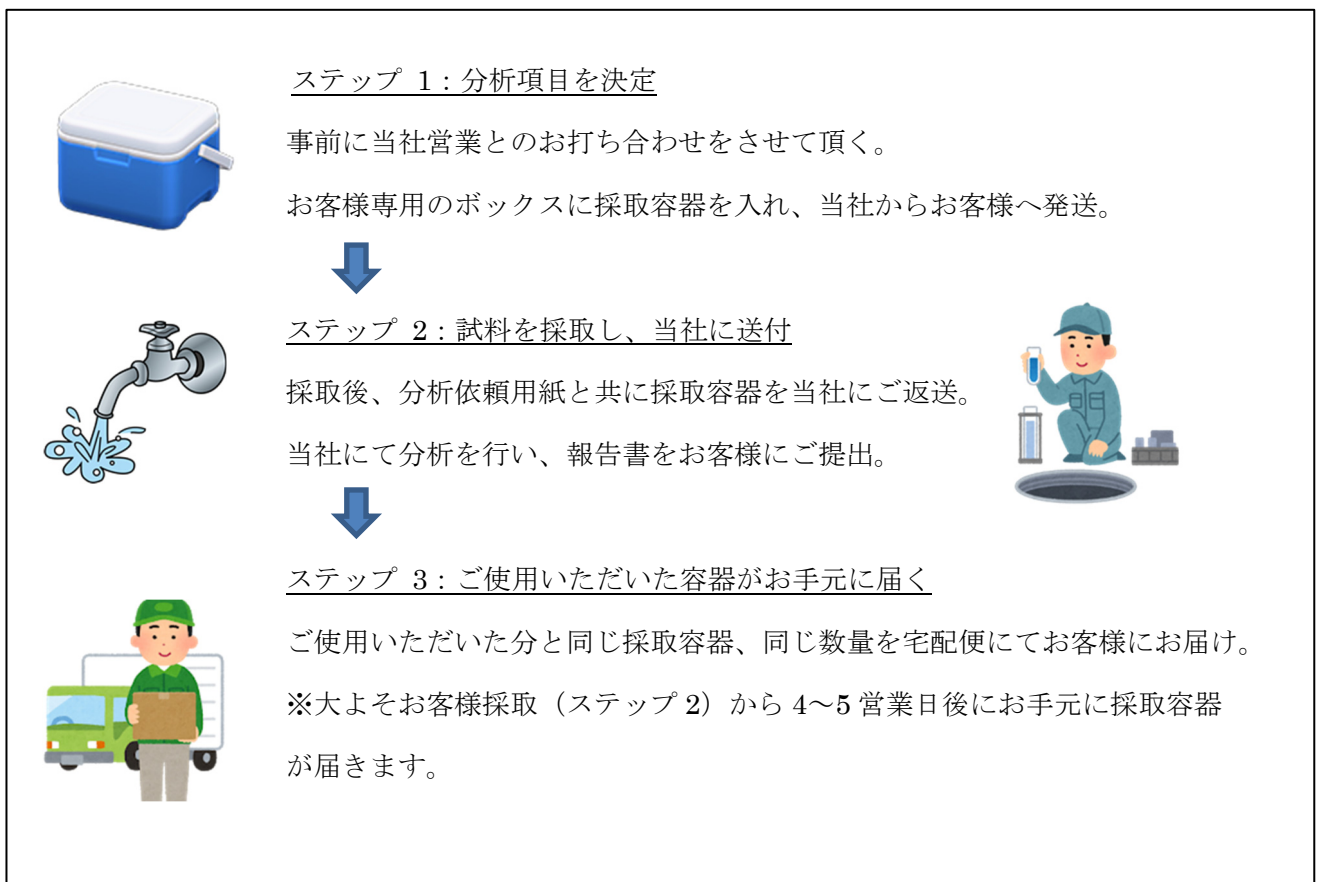 ステップ 1：分析項目を決定
事前に当社営業とのお打ち合わせをさせて頂く。
お客様専用のボックスに採取容器を入れ、当社からお客様へ発送。
ステップ 2：試料を採取し、当社に送付
採取後、分析依頼用紙と共に採取容器を当社にご返送。
当社にて分析を行い、報告書をお客様にご提出。
ステップ 3：ご使用いただいた容器がお手元に届く
ご使用いただいた分と同じ採取容器、同じ数量を宅配便にてお客様にお届け。
※大よそお客様採取（ステップ 2）から 4～5 営業日後にお手元に採取容器
が届きます。